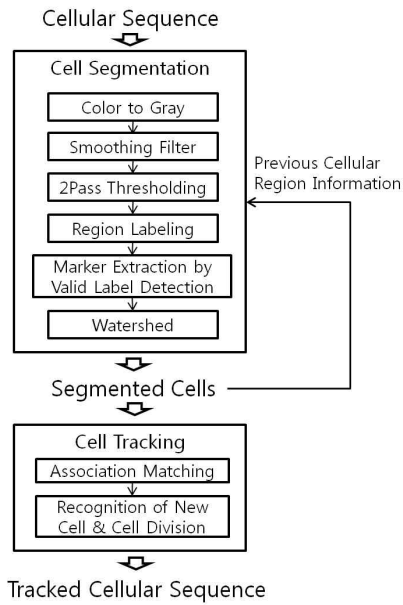 Cellular Sequence
Cell Segmentation
Color to Gray
Smoothing Filter
2Pass Thresholding
Region Labeling
Marker Extraction by
Valid Label Detection
Watershed
Previous Cellular
Region Information
Segmented Cells
Cell Tracking
Association Matching
Recognition of New
Cell & Cell Division
Tracked Cellular Sequence